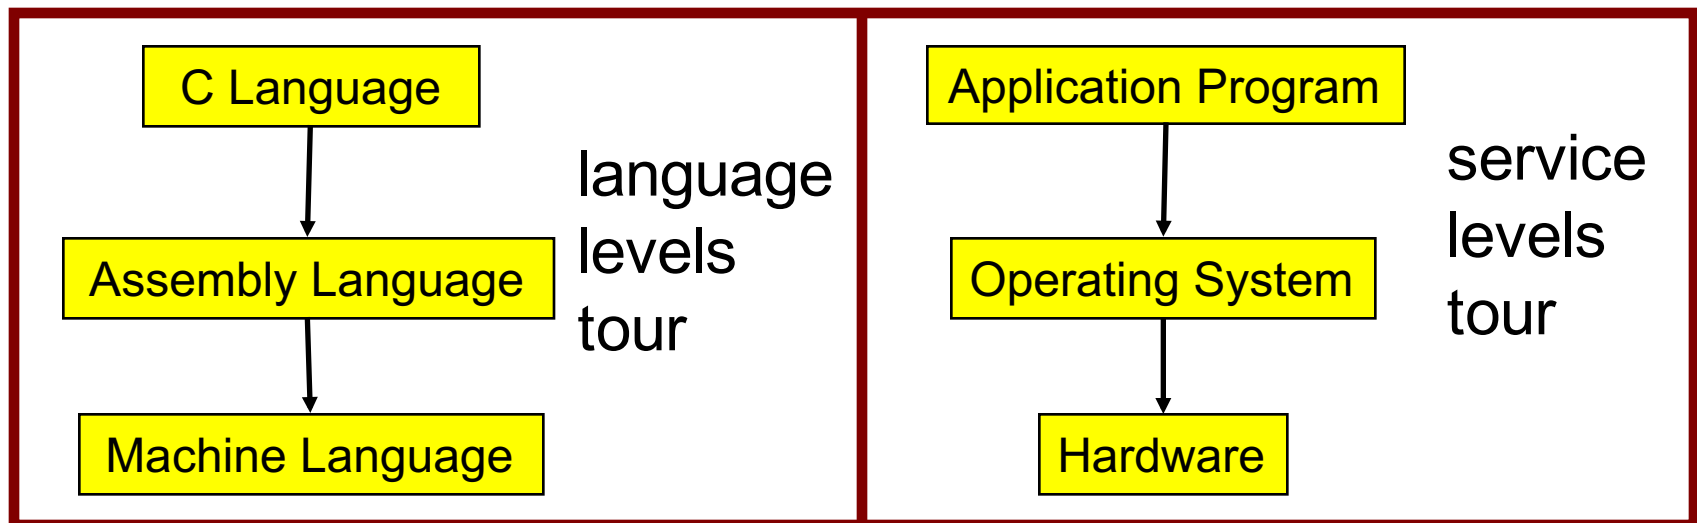 C Language
Assembly Language
Machine Language
language
levels
tour
Application Program
Operating System
Hardware
service
levels
tour